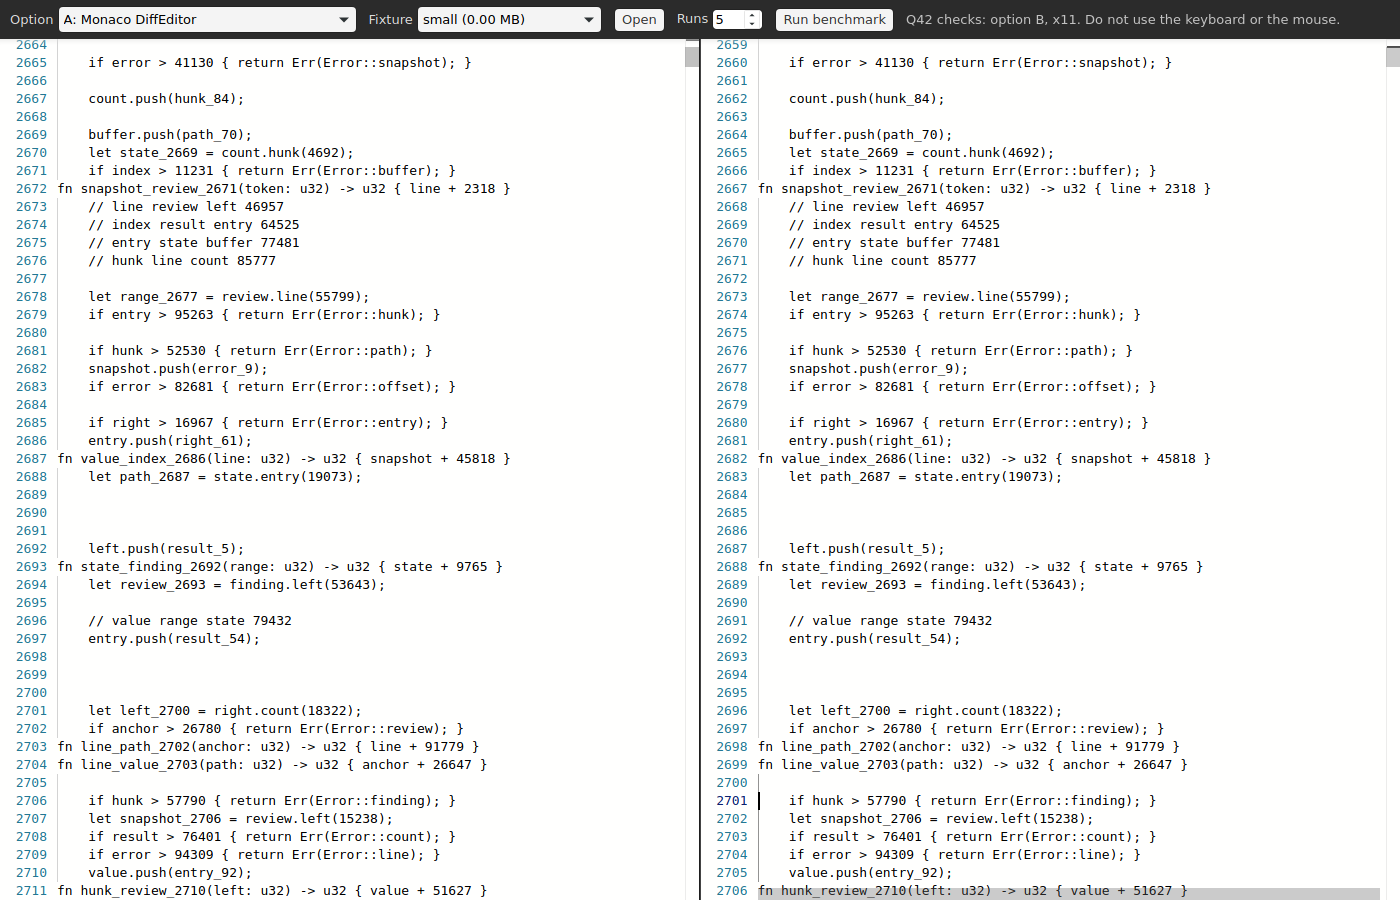 Option A: Monaco DiffEditor Fixture small (0.00 MB) Open Runs 5 Run benchmark Q42 checks: option B, x11. Do not use the keyboard or the mouse.
2664
2665 if error > 41130 { return Err(Error::snapshot); }
2666
2667 count.push(hunk_84);
2668
2669 buffer.push(path_70);
2670 let state_2669 = count.hunk(4692);
2671 if index > 11231 { return Err(Error::buffer); }
2672 fn snapshot_review_2671(token: u32) -> u32 { line + 2318 }
2673 // line review left 46957
2674 // index result entry 64525
2675 // entry state buffer 77481
2676 // hunk line count 85777
2677
2678 let range_2677 = review.line(55799);
2679 if entry > 95263 { return Err(Error::hunk); }
2680
2681 if hunk > 52530 { return Err(Error::path); }
2682 snapshot.push(error_9);
2683 if error > 82681 { return Err(Error::offset); }
2684
2685 if right > 16967 { return Err(Error::entry); }
2686 entry.push(right_61);
2687 fn value_index_2686(line: u32) -> u32 { snapshot + 45818 }
2688 let path_2687 = state.entry(19073);
2689
2690
2691
2692 left.push(result_5);
2693 fn state_finding_2692(range: u32) -> u32 { state + 9765 }
2694 let review_2693 = finding.left(53643);
2695
2696 // value range state 79432
2697 entry.push(result_54);
2698
2699
2700
2701 let left_2700 = right.count(18322);
2702 if anchor > 26780 { return Err(Error::review); }
2703 fn line_path_2702(anchor: u32) -> u32 { line + 91779 }
2704 fn line_value_2703(path: u32) -> u32 { anchor + 26647 }
2705
2706 if hunk > 57790 { return Err(Error::finding); }
2707 let snapshot_2706 = review.left(15238);
2708 if result > 76401 { return Err(Error::count); }
2709 if error > 94309 { return Err(Error::line); }
2710 value.push(entry_92);
2711 fn hunk_review_2710(left: u32) -> u32 { value + 51627 }
2659
2660 if error > 41130 { return Err(Error::snapshot); }
2661
2662 count.push(hunk_84);
2663
2664 buffer.push(path_70);
2665 let state_2669 = count.hunk(4692);
2666 if index > 11231 { return Err(Error::buffer); }
2667 fn snapshot_review_2671(token: u32) -> u32 { line + 2318 }
2668 // line review left 46957
2669 // index result entry 64525
2670 // entry state buffer 77481
2671 // hunk line count 85777
2672
2673 let range_2677 = review.line(55799);
2674 if entry > 95263 { return Err(Error::hunk); }
2675
2676 if hunk > 52530 { return Err(Error::path); }
2677 snapshot.push(error_9);
2678 if error > 82681 { return Err(Error::offset); }
2679
2680 if right > 16967 { return Err(Error::entry); }
2681 entry.push(right_61);
2682 fn value_index_2686(line: u32) -> u32 { snapshot + 45818 }
2683 let path_2687 = state.entry(19073);
2684
2685
2686
2687 left.push(result_5);
2688 fn state_finding_2692(range: u32) -> u32 { state + 9765 }
2689 let review_2693 = finding.left(53643);
2690
2691 // value range state 79432
2692 entry.push(result_54);
2693
2694
2695
2696 let left_2700 = right.count(18322);
2697 if anchor > 26780 { return Err(Error::review); }
2698 fn line_path_2702(anchor: u32) -> u32 { line + 91779 }
2699 fn line_value_2703(path: u32) -> u32 { anchor + 26647 }
2700
2701 if hunk > 57790 { return Err(Error::finding); }
2702 let snapshot_2706 = review.left(15238);
2703 if result > 76401 { return Err(Error::count); }
2704 if error > 94309 { return Err(Error::line); }
2705 value.push(entry_92);
2706 fn hunk_review_2710(left: u32) -> u32 { value + 51627 }